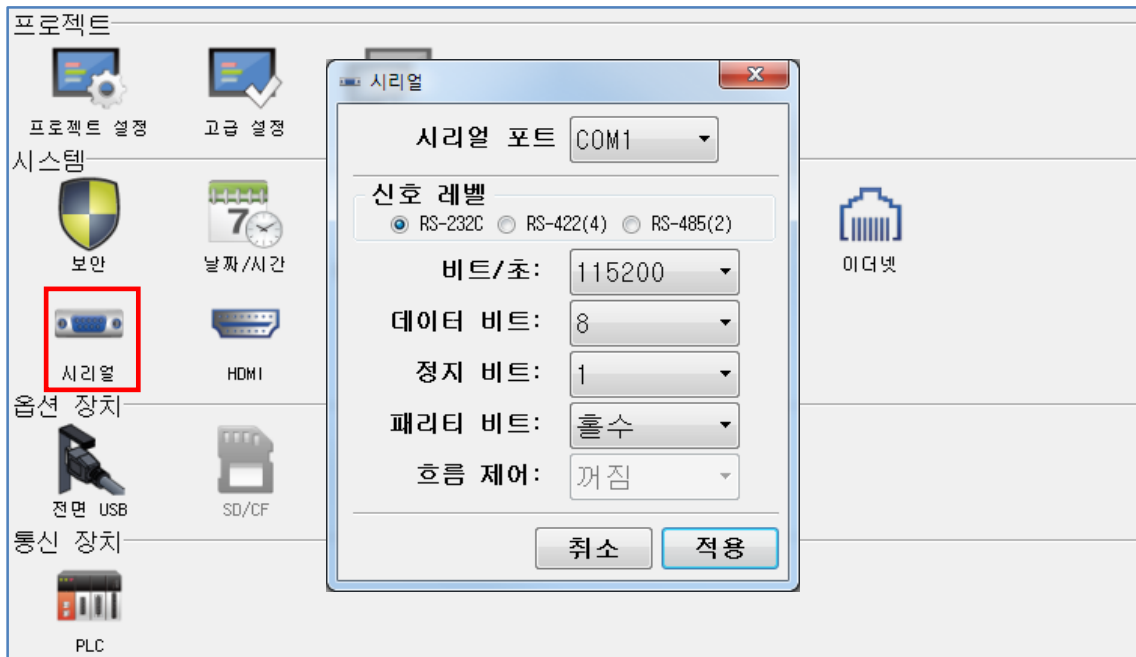 프로젝트
프로젝트 설정
고급 설정
시스템
보안
날짜/시간
이더넷
시리얼
HDMI
옵션 장치
전면 USB
SD/CF
통신 장치
PLC
시리얼
시리얼 포트 COM1
신호 레벨
RS-232C RS-422(4) RS-485(2)
비트/초: 115200
데이터 비트: 8
정지 비트: 1
패리티 비트: 홀수
흐름 제어: 꺼짐
취소 적용